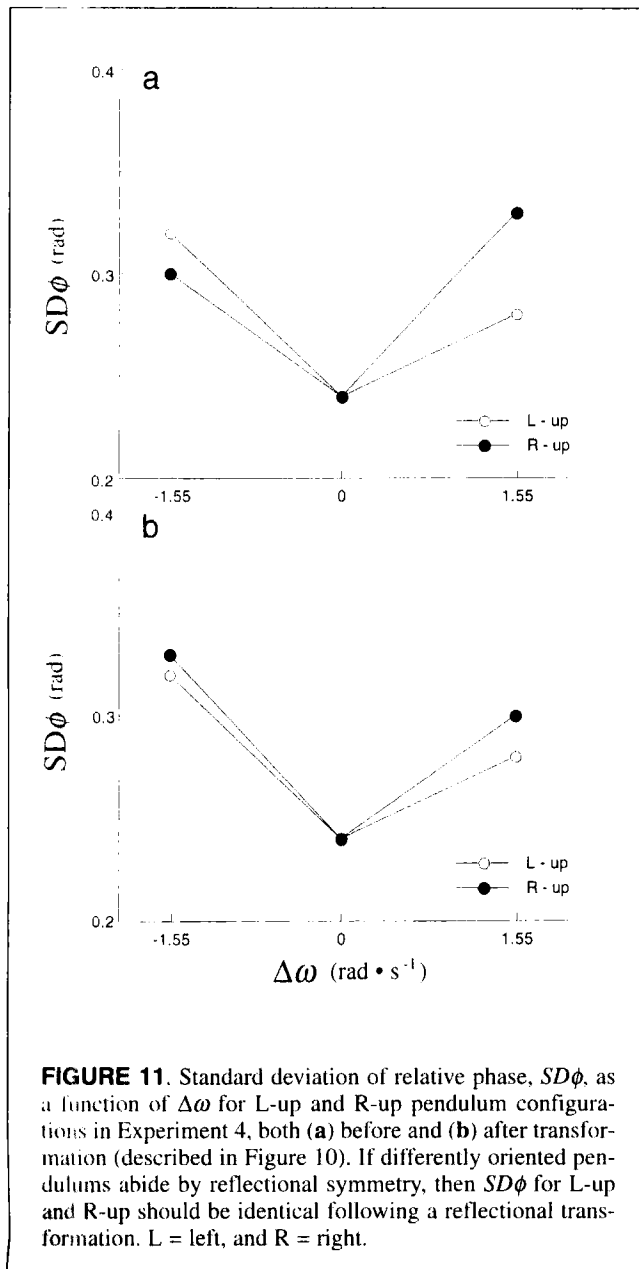 0.4
a
0.3
SDϕ (rad)
L - up
R - up
0.2
-1.55 0 1.55
0.4
b
0.3
SDϕ (rad)
L - up
R - up
0.2
-1.55 0 1.55
Δω (rad • s⁻¹)
FIGURE 11. Standard deviation of relative phase, SDϕ, as
a function of Δω for L-up and R-up pendulum configura-
tions in Experiment 4, both (a) before and (b) after transfor-
mation (described in Figure 10). If differently oriented pen-
dulums abide by reflectional symmetry, then SDϕ for L-up
and R-up should be identical following a reflectional trans-
formation. L = left, and R = right.